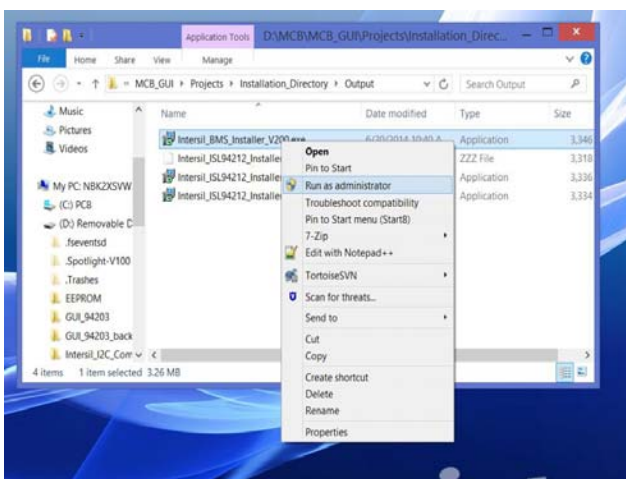 Application Tools D:\MCB\MCB_GUI\Projects\Installation_Direc...
File Home Share View Manage
MCB_GUI Projects Installation_Directory Output Search Output
Music
Pictures
Videos
My PC: NBK2XSVW
(C:) PCB
(D:) Removable D
.fseventsd
.Spotlight-V100
.Trashes
EEPROM
GUI_94203
GUI_94203_back
Intersil_I2C_Com
Name Date modified Type Size
Intersil_BMS_Installer_V200.exe 6/20/2014 10:40 A Application 3,346
Intersil_ISL94212_Installe ZZZ File 3,318
Intersil_ISL94212_Installe Application 3,336
Intersil_ISL94212_Installe Application 3,334
Open
Pin to Start
Run as administrator
Troubleshoot compatibility
Pin to Start menu (Start8)
7-Zip
Edit with Notepad++
TortoiseSVN
Scan for threats...
Send to
Cut
Copy
Create shortcut
Delete
Rename
Properties
4 items 1 item selected 3.26 MB